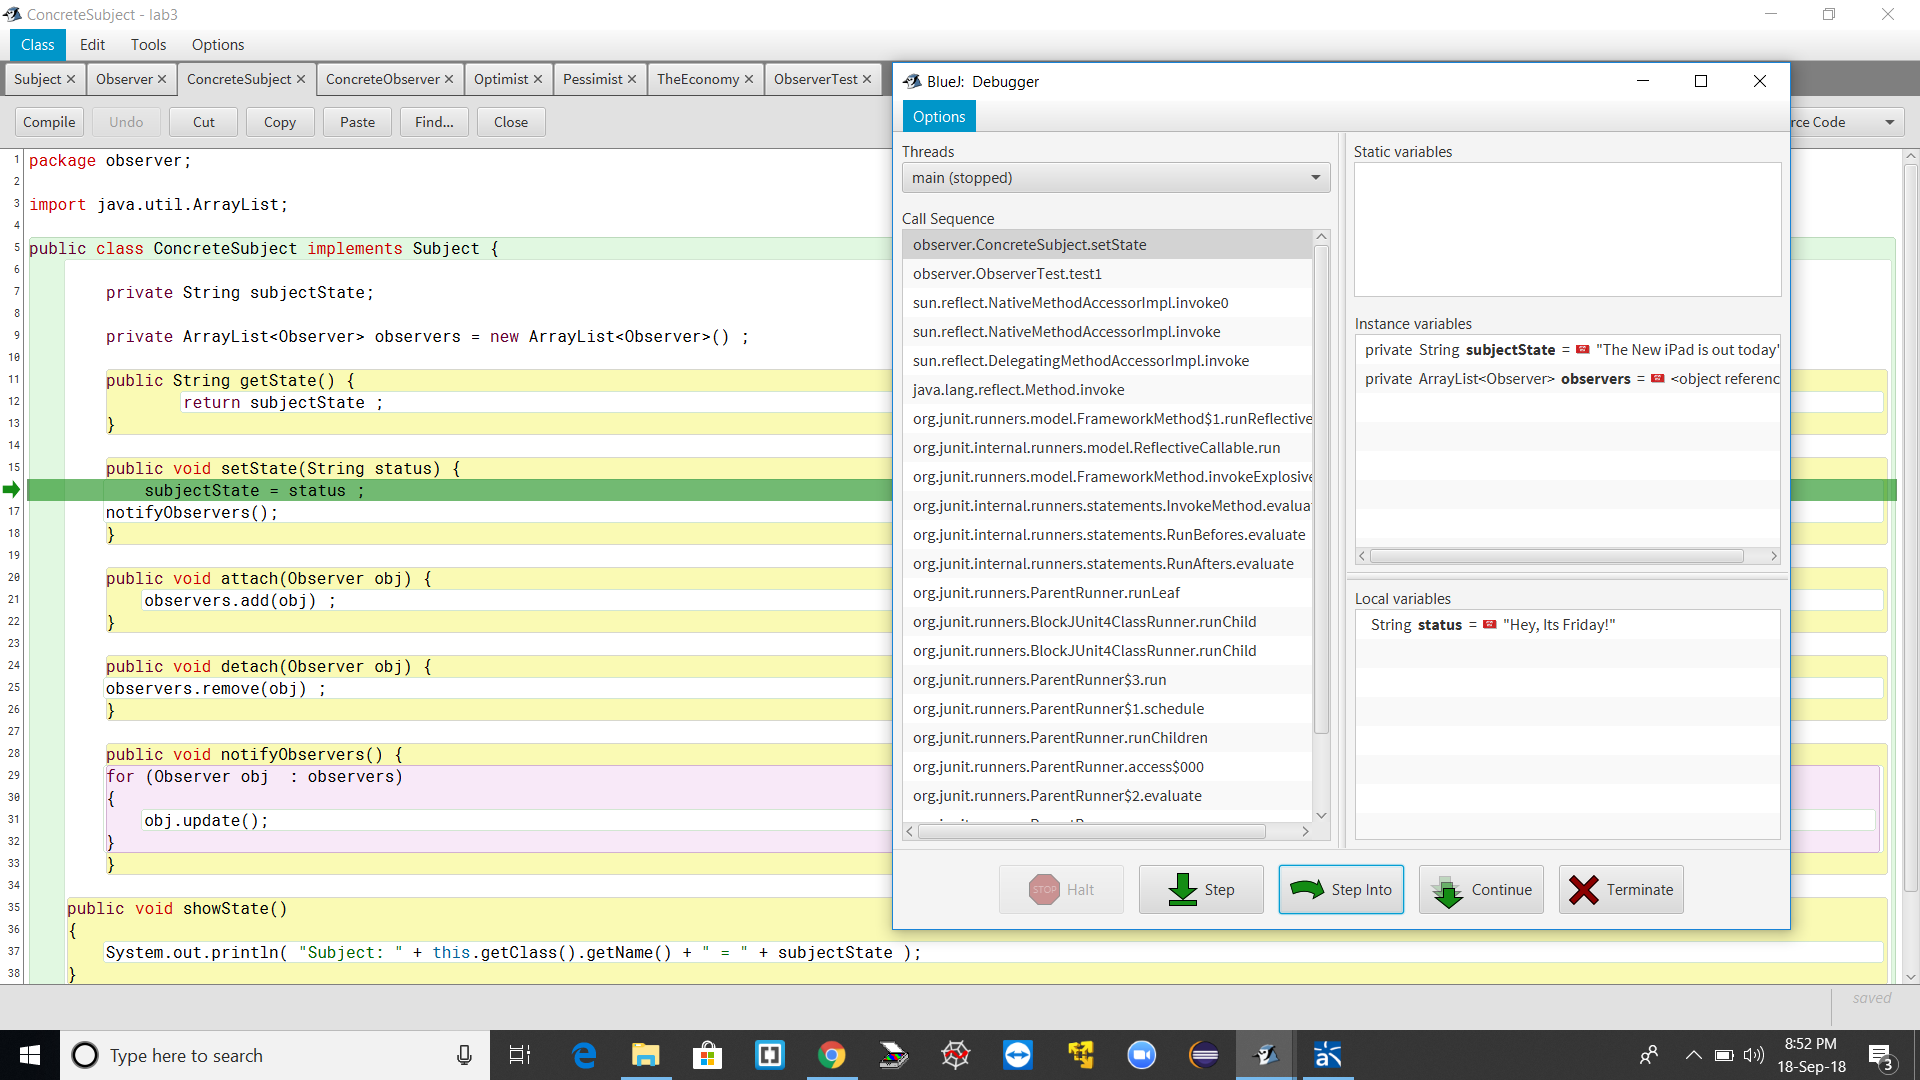 ConcreteSubject - lab3
Class Edit Tools Options
Subject × Observer × ConcreteSubject × ConcreteObserver × Optimist × Pessimist × TheEconomy × ObserverTest ×
Compile Undo Cut Copy Paste Find... Close
rce Code
1 package observer;
2
3 import java.util.ArrayList;
4
5 public class ConcreteSubject implements Subject {
6
7 private String subjectState;
8
9 private ArrayList<Observer> observers = new ArrayList<Observer>() ;
10
11 public String getState() {
12 return subjectState ;
13 }
14
15 public void setState(String status) {
subjectState = status ;
17 notifyObservers();
18 }
19
20 public void attach(Observer obj) {
21 observers.add(obj) ;
22 }
23
24 public void detach(Observer obj) {
25 observers.remove(obj) ;
26 }
27
28 public void notifyObservers() {
29 for (Observer obj  : observers)
30 {
31 obj.update();
32 }
33 }
34
35 public void showState()
36 {
37 System.out.println( "Subject: " + this.getClass().getName() + " = " + subjectState );
38 }
BlueJ: Debugger
Options
Threads
main (stopped)
Call Sequence
observer.ConcreteSubject.setState
observer.ObserverTest.test1
sun.reflect.NativeMethodAccessorImpl.invoke0
sun.reflect.NativeMethodAccessorImpl.invoke
sun.reflect.DelegatingMethodAccessorImpl.invoke
java.lang.reflect.Method.invoke
org.junit.runners.model.FrameworkMethod$1.runReflective
org.junit.internal.runners.model.ReflectiveCallable.run
org.junit.runners.model.FrameworkMethod.invokeExplosive
org.junit.internal.runners.statements.InvokeMethod.evalua
org.junit.internal.runners.statements.RunBefores.evaluate
org.junit.internal.runners.statements.RunAfters.evaluate
org.junit.runners.ParentRunner.runLeaf
org.junit.runners.BlockJUnit4ClassRunner.runChild
org.junit.runners.BlockJUnit4ClassRunner.runChild
org.junit.runners.ParentRunner$3.run
org.junit.runners.ParentRunner$1.schedule
org.junit.runners.ParentRunner.runChildren
org.junit.runners.ParentRunner.access$000
org.junit.runners.ParentRunner$2.evaluate
Static variables
Instance variables
private String subjectState = "The New iPad is out today"
private ArrayList<Observer> observers = <object referenc
Local variables
String status = "Hey, Its Friday!"
STOP Halt Step Step Into Continue Terminate
saved
Type here to search
8:52 PM
18-Sep-18
3